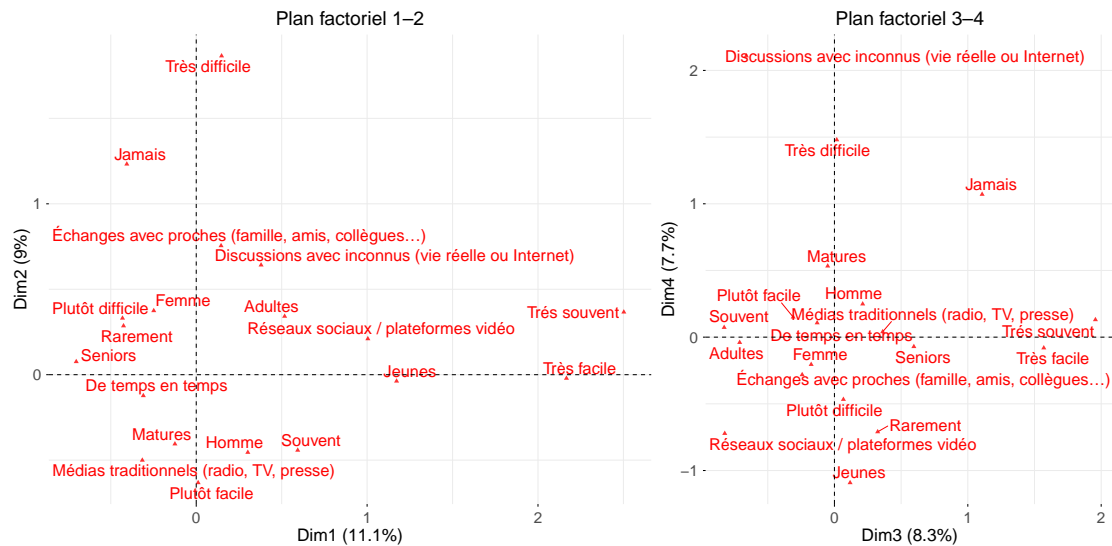 Plan factoriel 1–2
Très difficile
Jamais
1
Échanges avec proches (famille, amis, collègues…)
Discussions avec inconnus (vie réelle ou Internet)
Plutôt difficile
Femme
Adultes
Trés souvent
Rarement
Réseaux sociaux / plateformes vidéo
Seniors
Jeunes
Très facile
0
De temps en temps
Matures
Homme
Souvent
Médias traditionnels (radio, TV, presse)
Plutôt facile
0
1
2
Dim1 (11.1%)
Dim2 (9%)
Plan factoriel 3–4
2
Discussions avec inconnus (vie réelle ou Internet)
Très difficile
Jamais
1
Matures
Plutôt facile
Homme
Souvent
Médias traditionnels (radio, TV, presse)
De temps en temps
Trés souvent
0
Adultes
Femme
Seniors
Très facile
Échanges avec proches (famille, amis, collègues…)
Plutôt difficile
Rarement
Réseaux sociaux / plateformes vidéo
−1
Jeunes
0
1
2
Dim3 (8.3%)
Dim4 (7.7%)